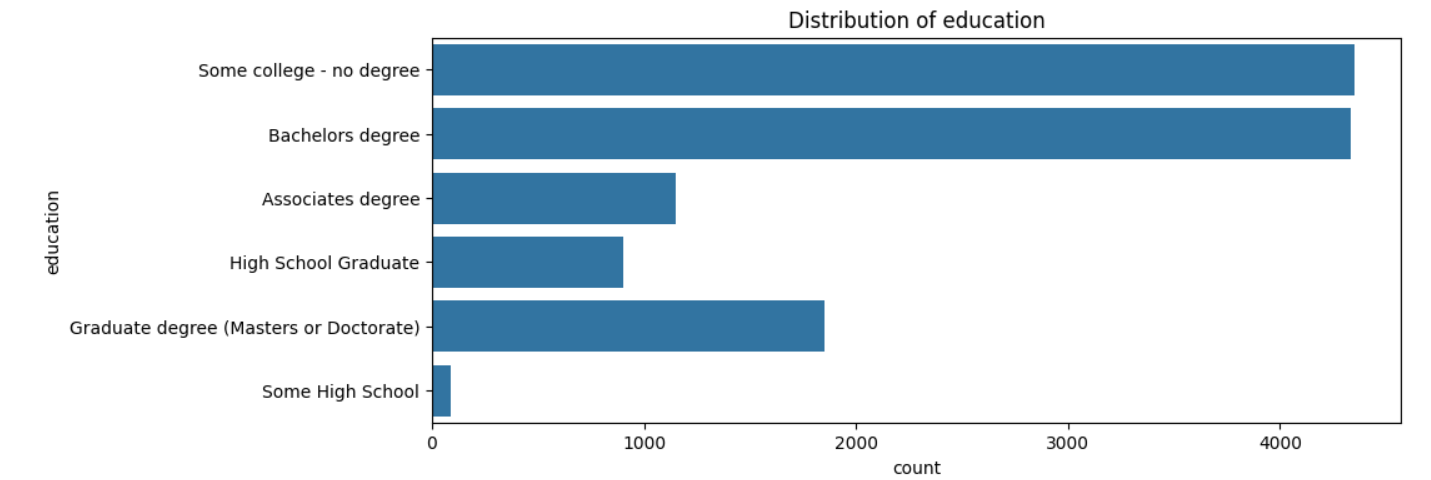 Distribution of education
Some college - no degree
Bachelors degree
Associates degree
High School Graduate
Graduate degree (Masters or Doctorate)
Some High School
education
0 1000 2000 3000 4000
count